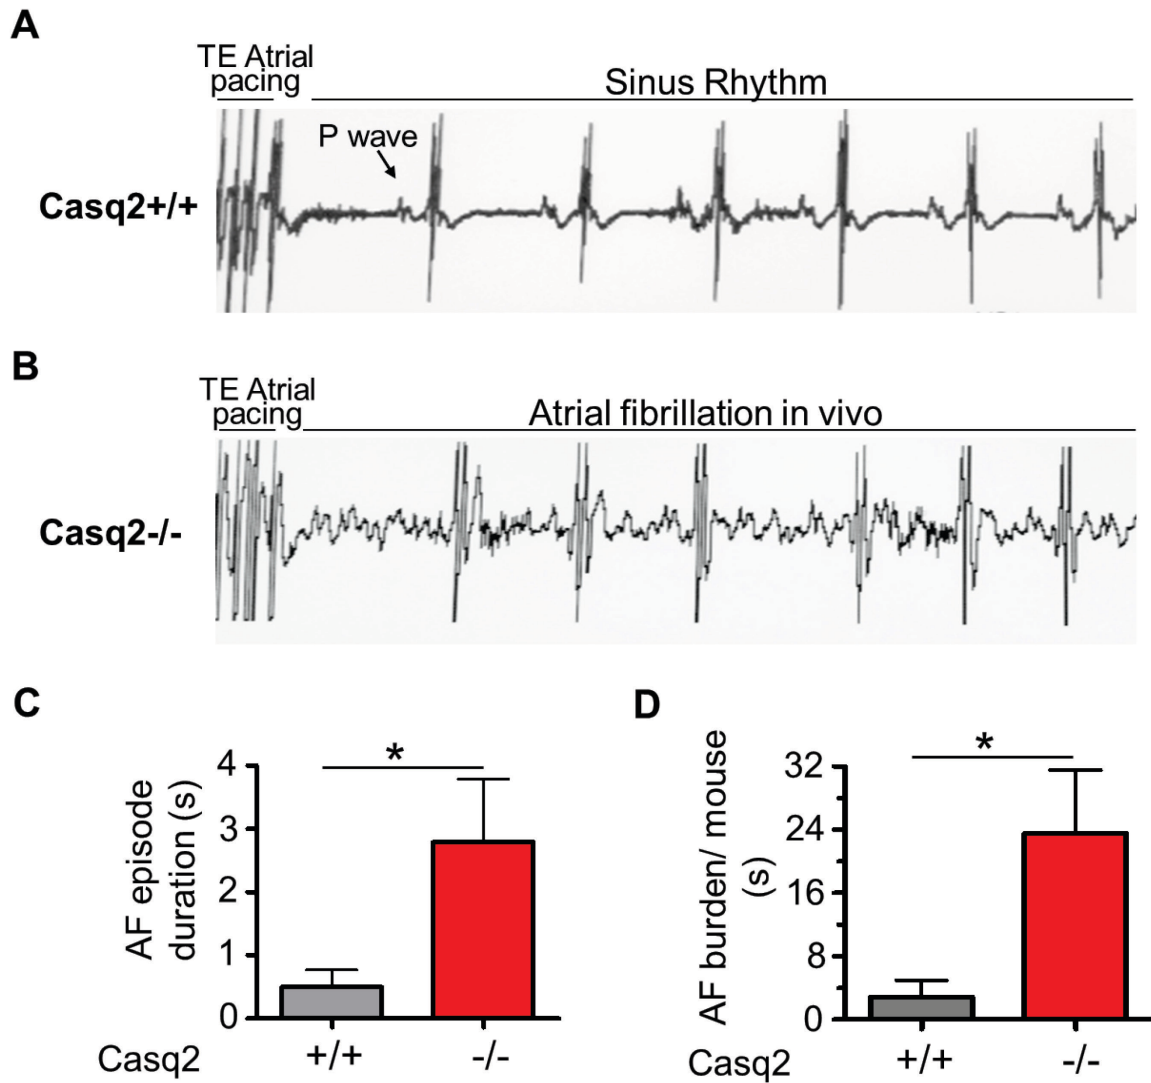 A
TE Atrial
pacing
Sinus Rhythm
P wave
Casq2+/+
B
TE Atrial
pacing
Atrial fibrillation in vivo
Casq2-/-
C
AF episode
duration (s)
4
3
2
1
0
*
Casq2
+/+
-/-
D
AF burden/ mouse
(s)
32
24
16
8
0
*
Casq2
+/+
-/-